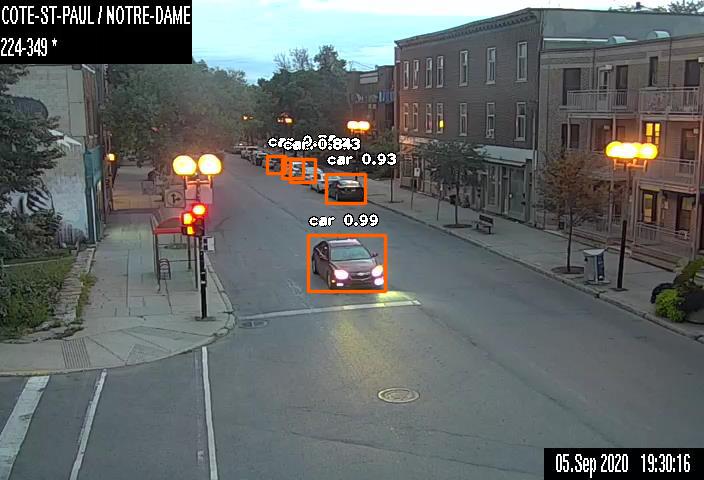 COTE-ST-PAUL / NOTRE-DAME
224-349 *
car 0.93
car 0.99
05.Sep 2020 19:30:16